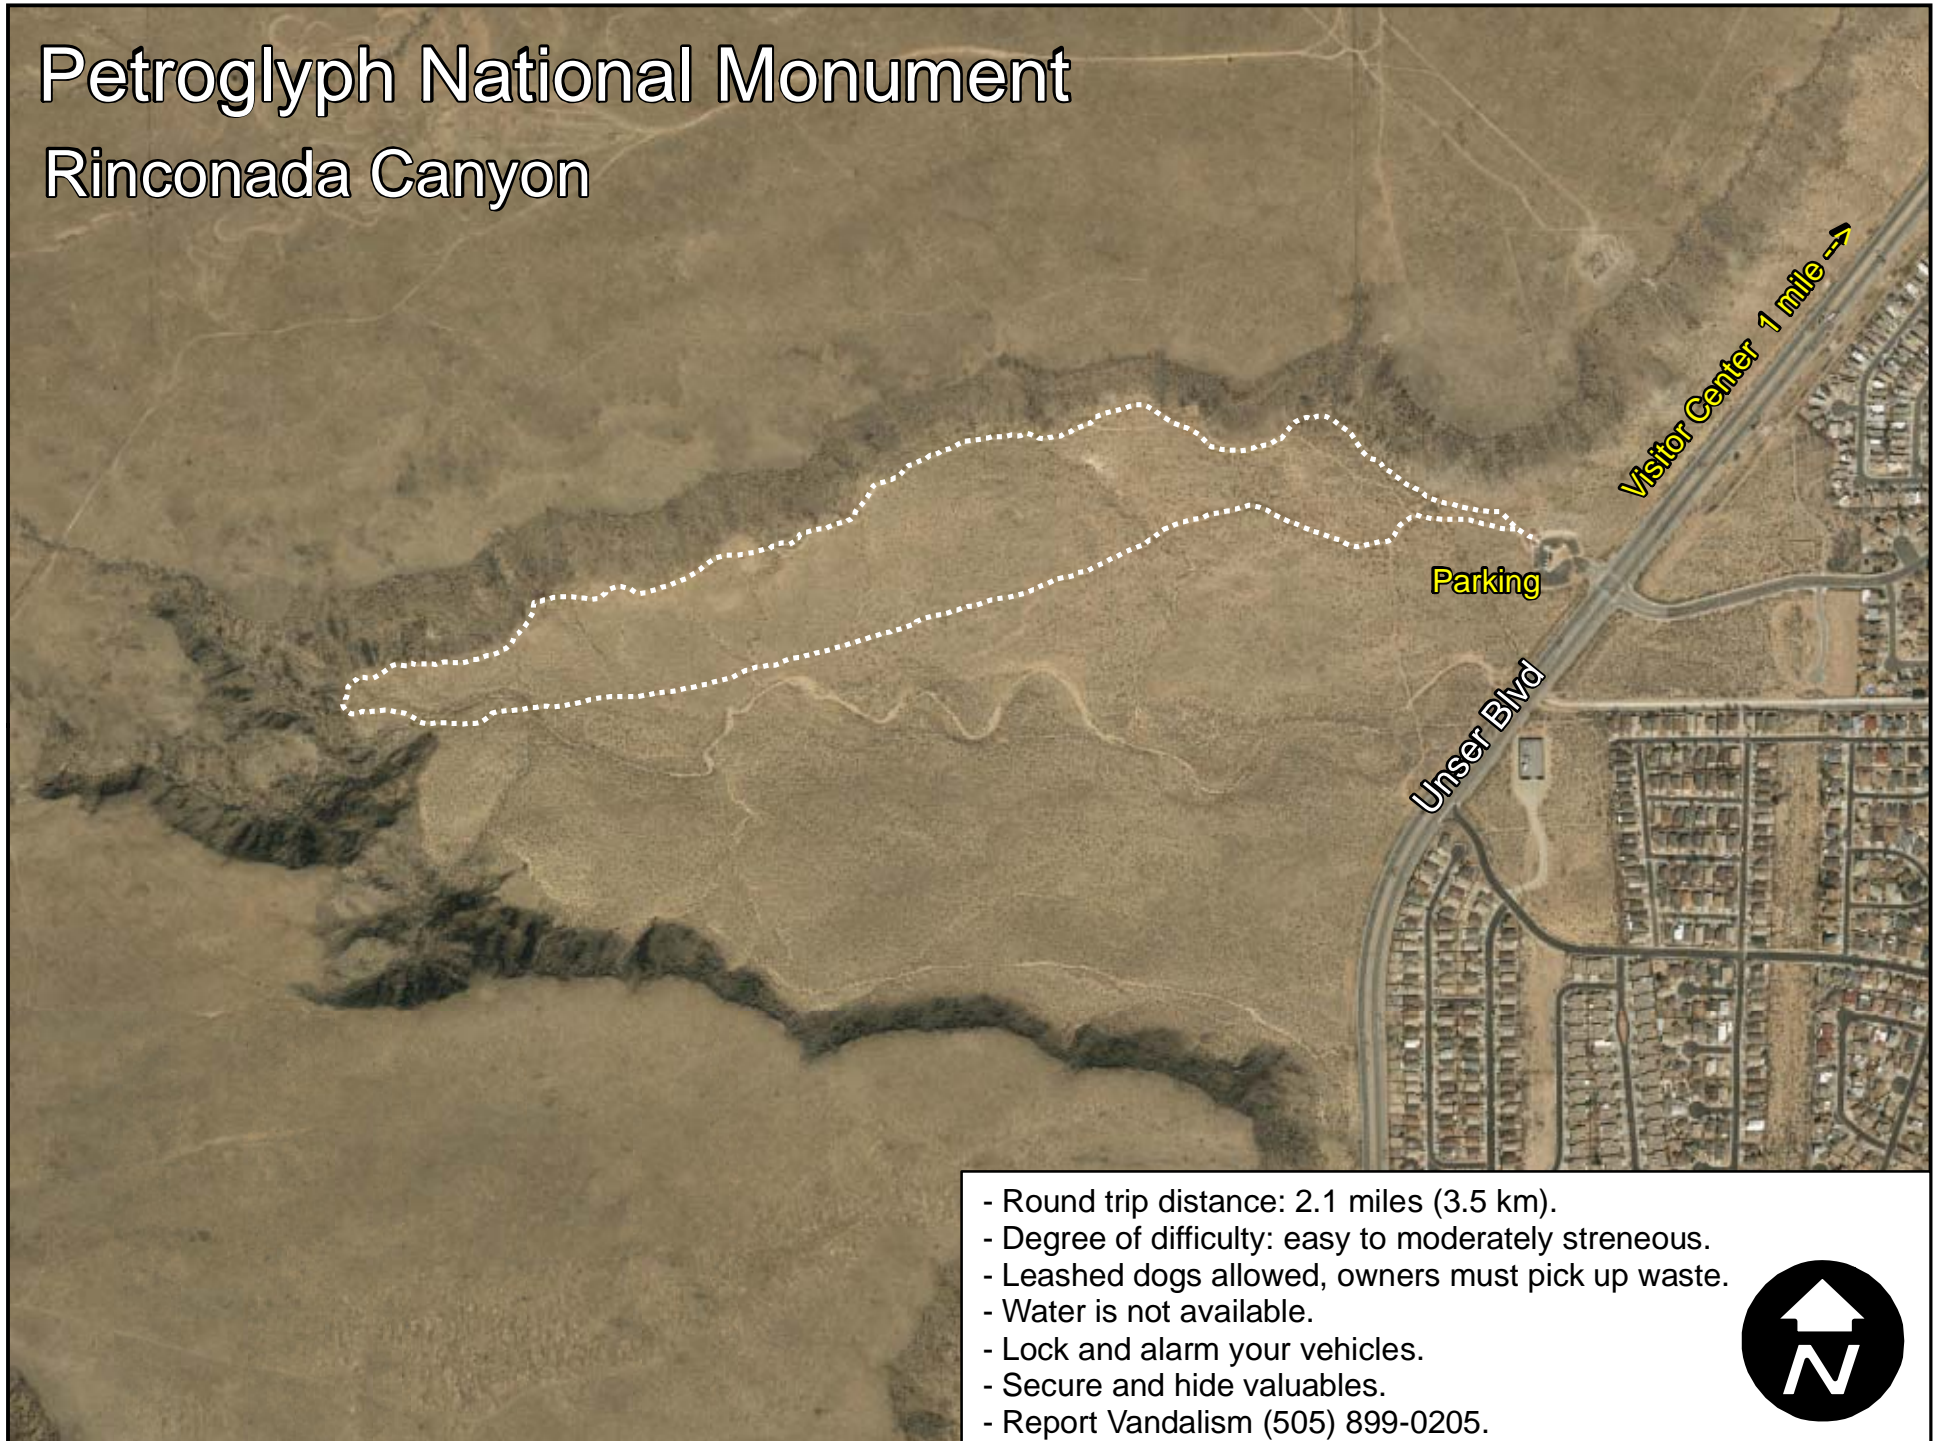 Petroglyph National Monument
Rinconada Canyon
Visitor Center 1 mile -->
Parking
Unser Blvd
- Round trip distance: 2.1 miles (3.5 km).
- Degree of difficulty: easy to moderately streneous.
- Leashed dogs allowed, owners must pick up waste.
- Water is not available.
- Lock and alarm your vehicles.
- Secure and hide valuables.
- Report Vandalism (505) 899-0205.
N